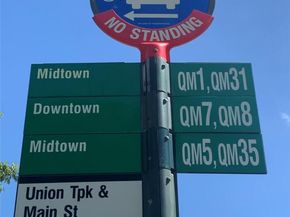 NO STANDING
Midtown QM1, QM31
Downtown QM7, QM8
Midtown QM5, QM35
Union Tpk &
Main St